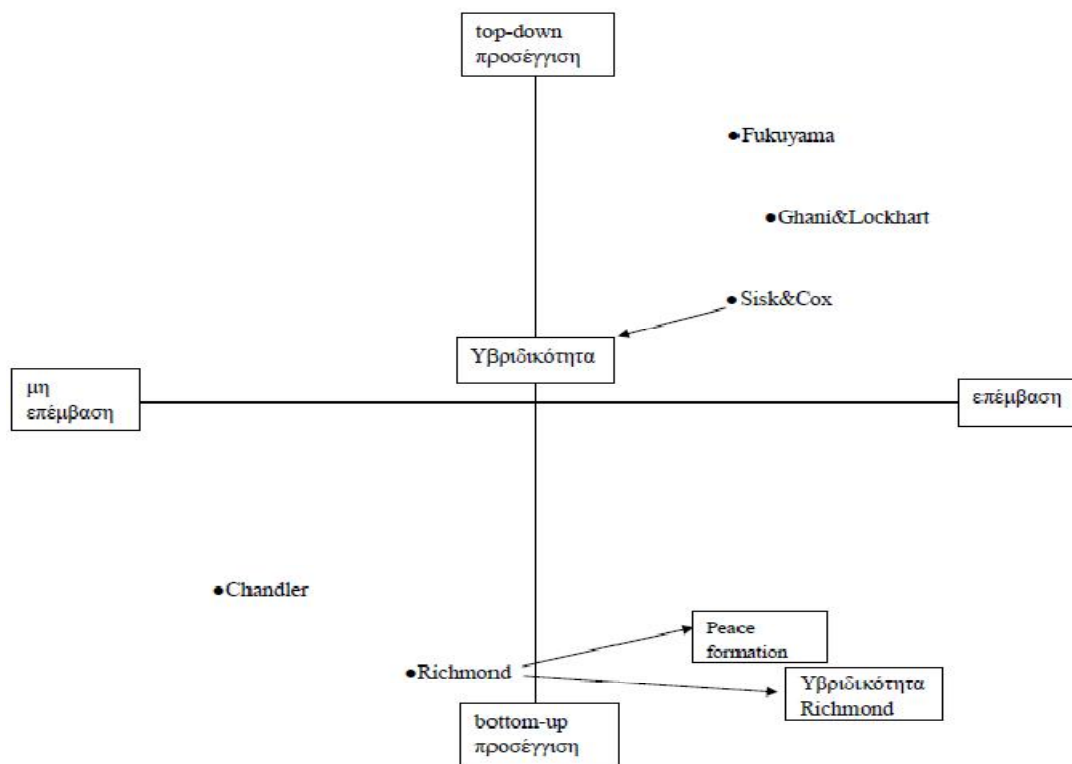 top-down
προσέγγιση
●Fukuyama
●Ghani&Lockhart
●Sisk&Cox
Υβριδικότητα
μη
επέμβαση
επέμβαση
●Chandler
Peace
formation
●Richmond
Υβριδικότητα
Richmond
bottom-up
προσέγγιση